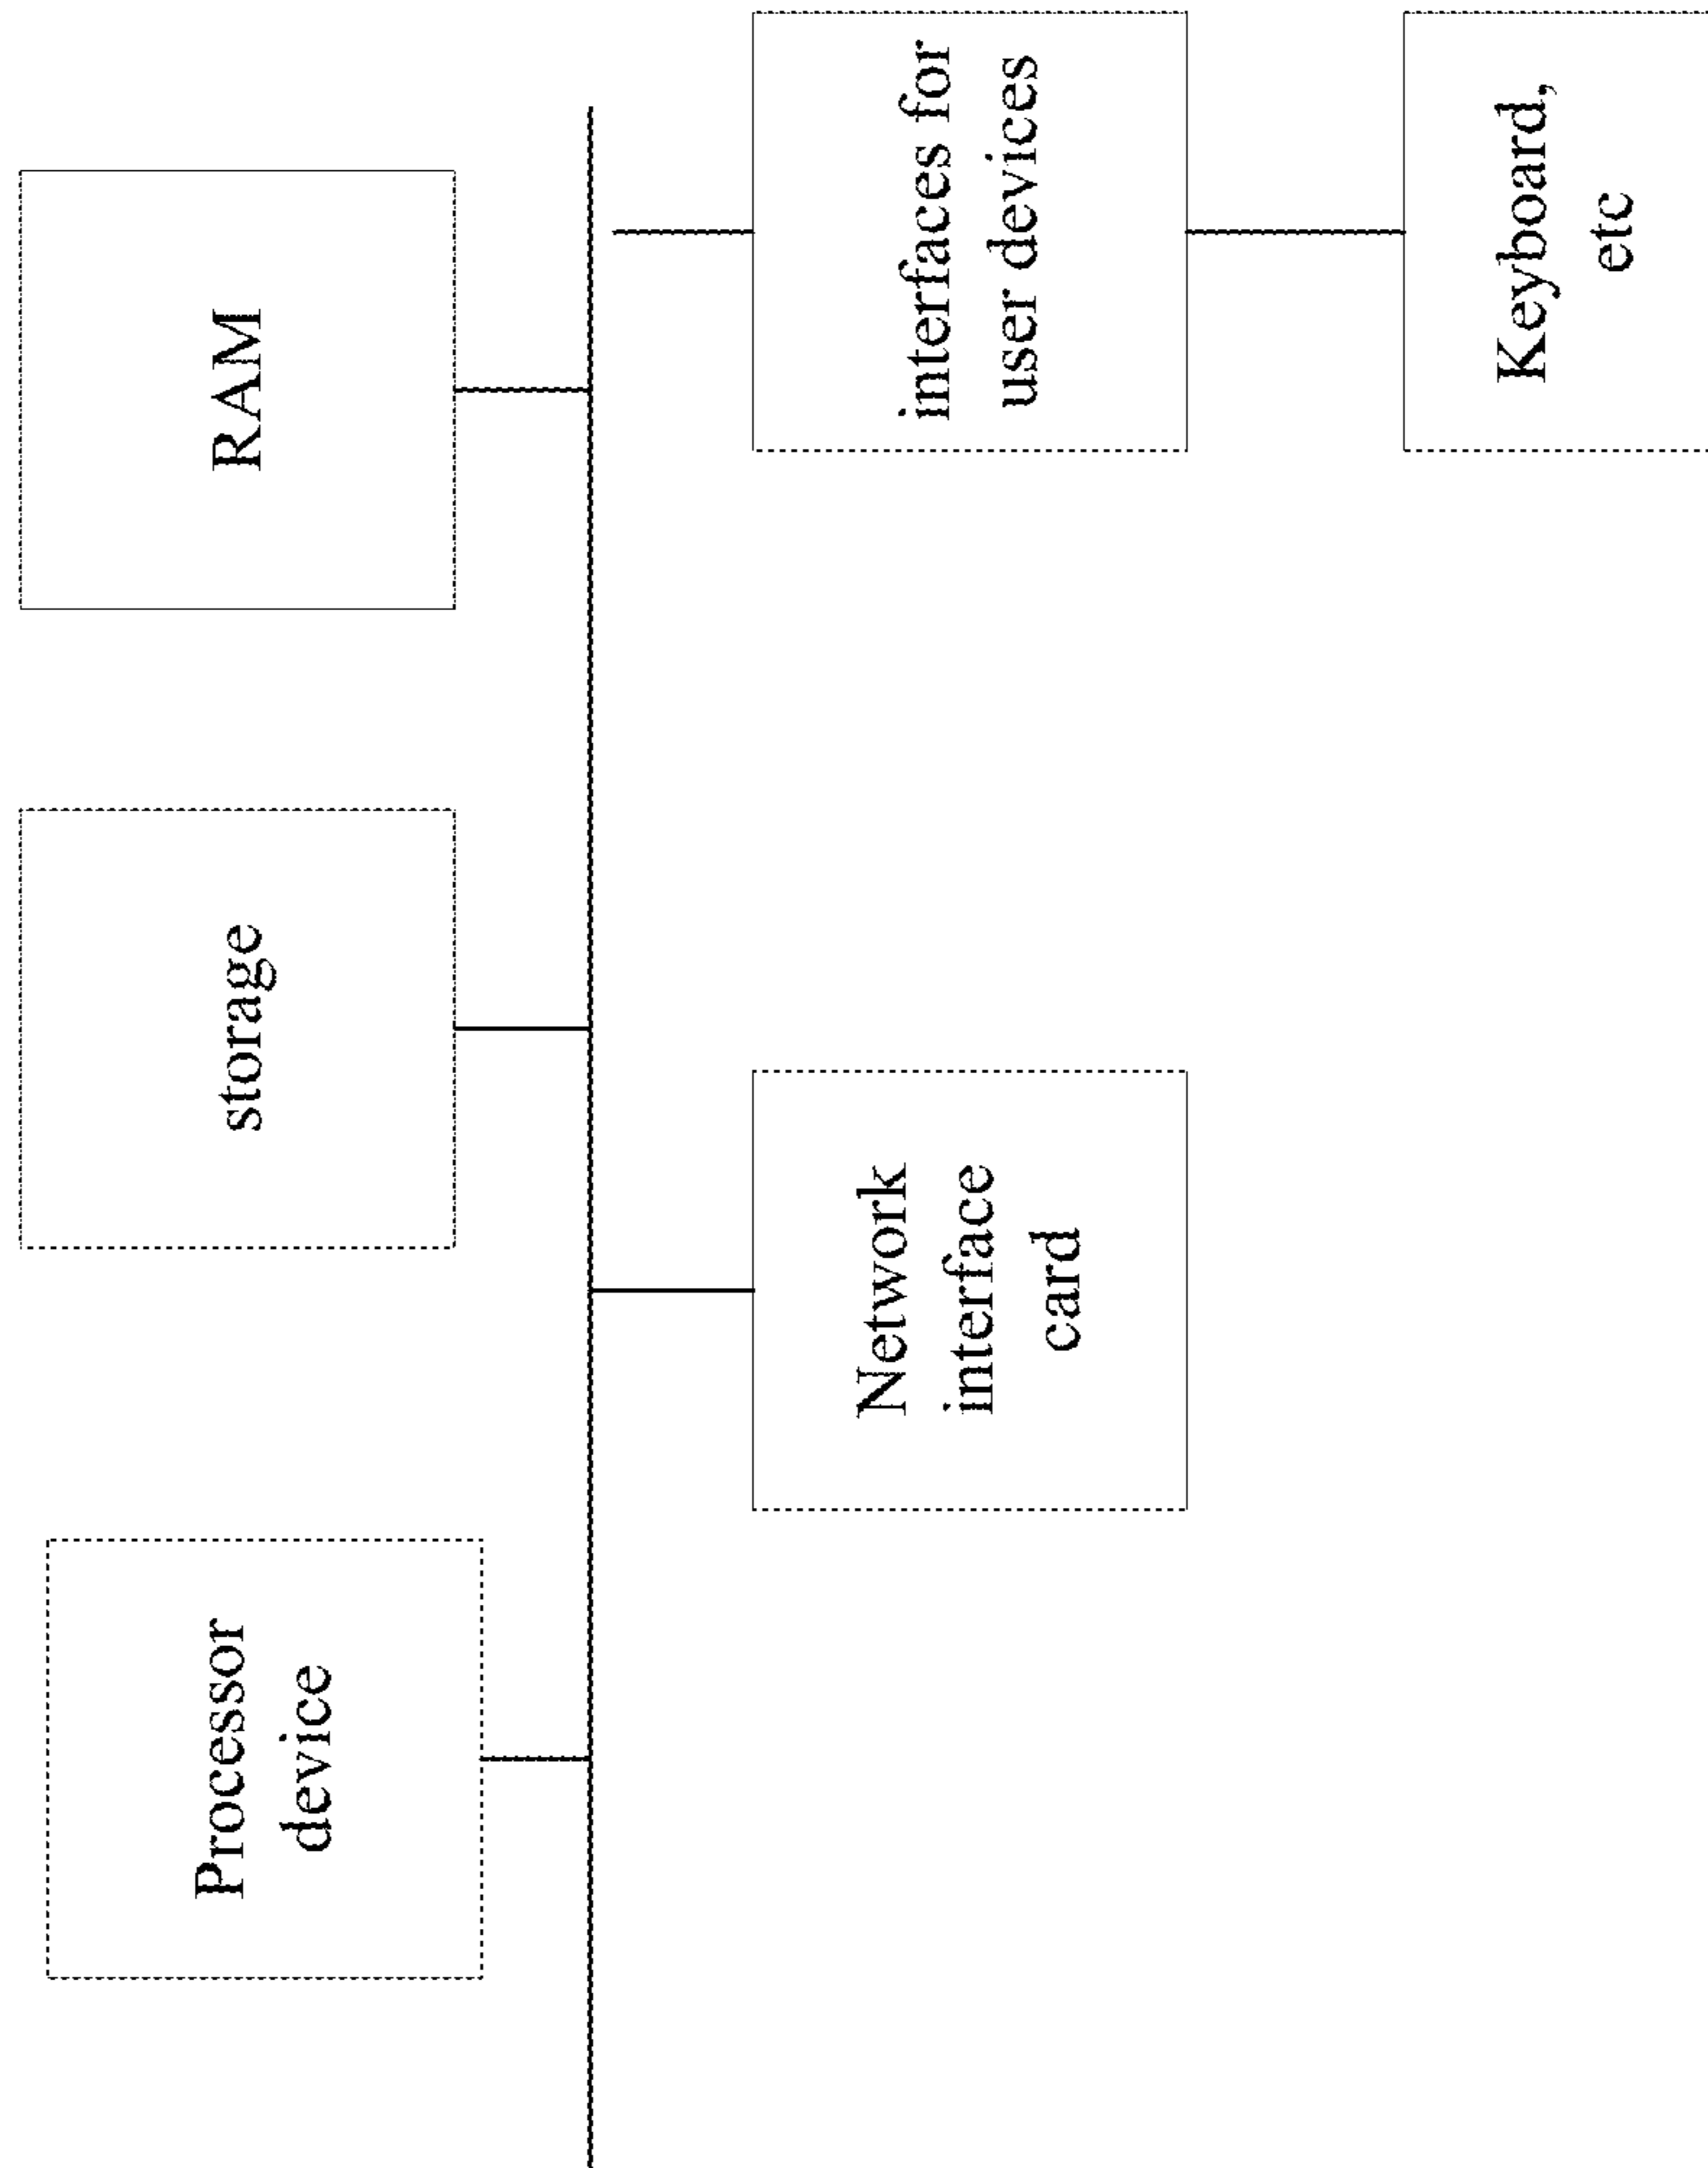 Processor
device
storage
RAM
Network
interface
card
interfaces for
user devices
Keyboard,
etc